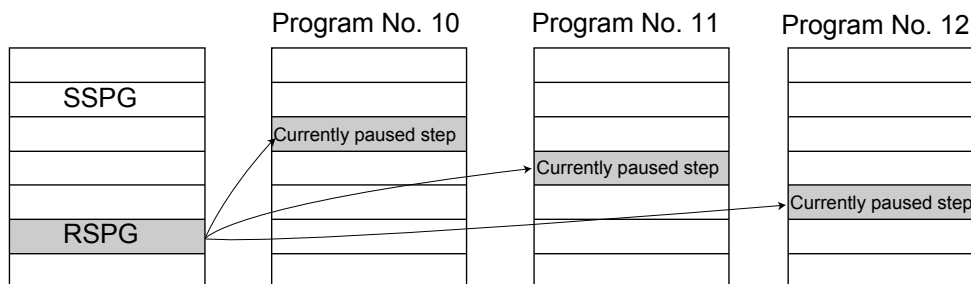 Program No. 10
Program No. 11
Program No. 12
SSPG
Currently paused step
Currently paused step
Currently paused step
RSPG